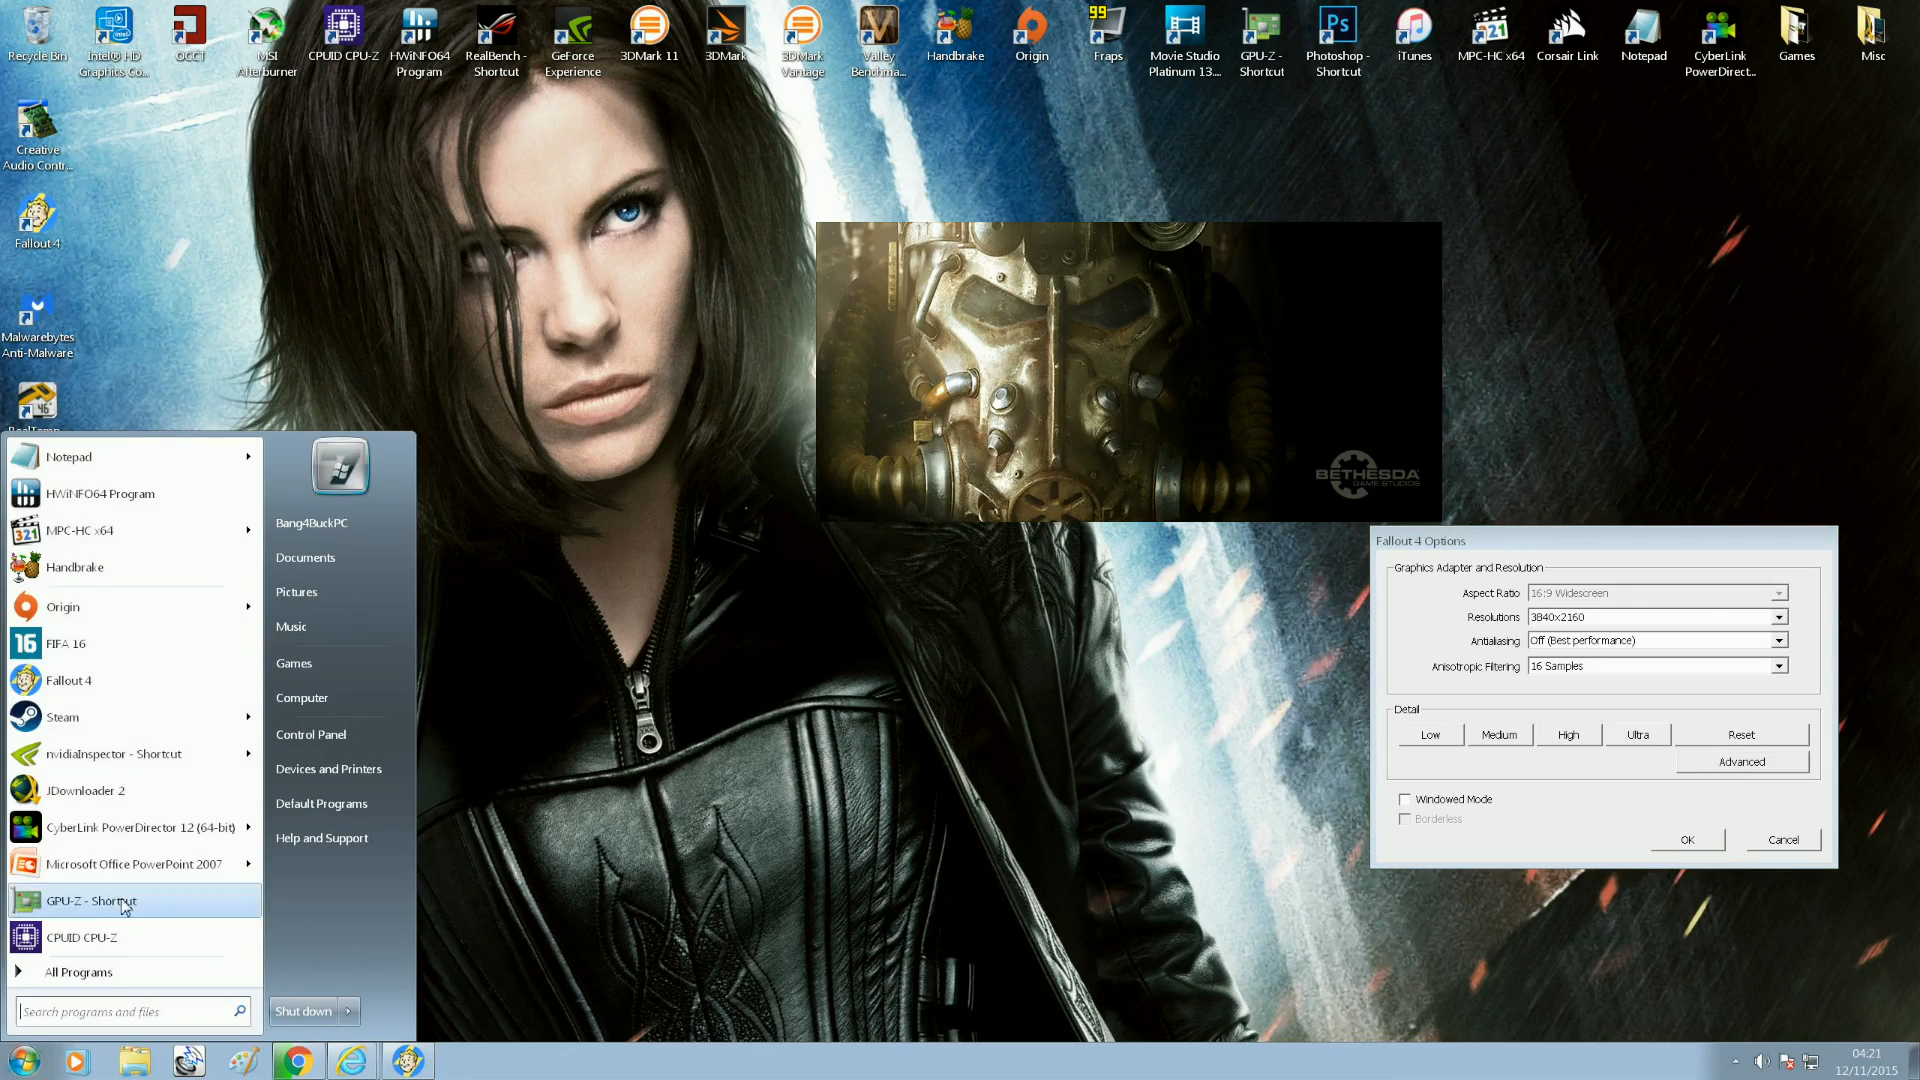 Recycle Bin
Intel® HD
Graphics Co...
OCCT
MSI
Afterburner
CPUID CPU-Z
HWiNFO64
Program
RealBench -
Shortcut
GeForce
Experience
3DMark 11
3DMark
3DMark
Vantage
Valley
Benchma...
Handbrake
Origin
99
Fraps
Movie Studio
Platinum 13....
GPU-Z -
Shortcut
Ps
Photoshop -
Shortcut
iTunes
321
MPC-HC x64
Corsair Link
Notepad
CyberLink
PowerDirect...
Games
Misc
Creative
Audio Contr...
Fallout 4
Malwarebytes
Anti-Malware
46°
RealTemp
Notepad
HWiNFO64 Program
321
MPC-HC x64
Handbrake
Origin
16
FIFA 16
Fallout 4
Steam
nvidiaInspector - Shortcut
JDownloader 2
CyberLink PowerDirector 12 (64-bit)
Microsoft Office PowerPoint 2007
GPU-Z - Shortcut
CPUID CPU-Z
All Programs
Search programs and files
Bang4BuckPC
Documents
Pictures
Music
Games
Computer
Control Panel
Devices and Printers
Default Programs
Help and Support
Shut down
BETHESDA
GAME STUDIOS
Fallout 4 Options
Graphics Adapter and Resolution
Aspect Ratio 16:9 Widescreen
Resolutions 3840x2160
Antialiasing Off (Best performance)
Anisotropic Filtering 16 Samples
Detail
Low Medium High Ultra Reset
Advanced
Windowed Mode
Borderless
OK Cancel
04:21
12/11/2015